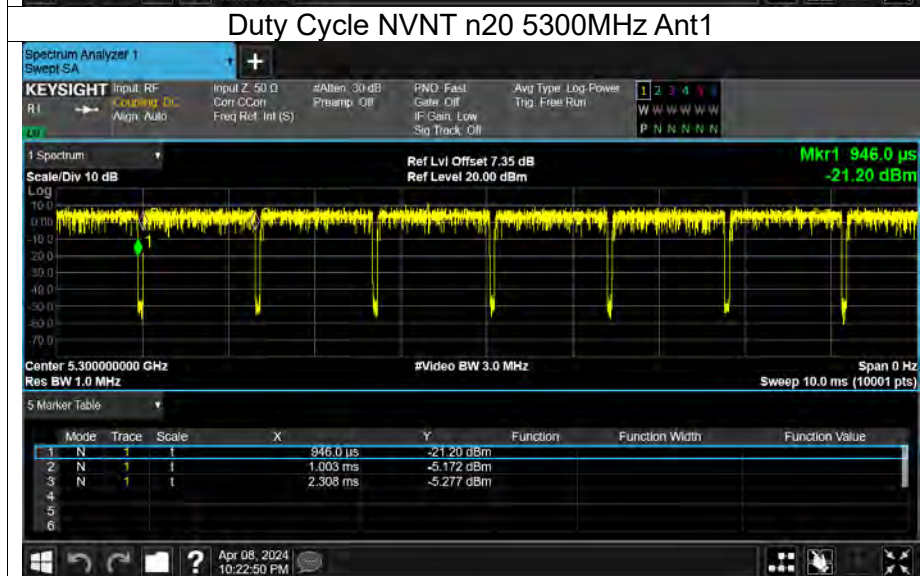 Duty Cycle NVNT n20 5300MHz Ant1
Spectrum Analyzer 1
Swept SA
+
KEYSIGHT Input: RF Input Z: 50 Ω #Atten: 30 dB PNO: Fast Avg Type: Log-Power 1 2 3 4 5 6
Coupling: DC Corr CCorr Preamp: Off Gate: Off Trig: Free Run W W W W W W
Align: Auto Freq Ref: Int (S) IF Gain: Low
Sig Track: Off P N N N N N
1 Spectrum Ref Lvl Offset 7.35 dB Mkr1 946.0 µs
Scale/Div 10 dB Ref Level 20.00 dBm -21.20 dBm
Log
10.0
0.00
-10.0
-20.0
-30.0
-40.0
-50.0
-60.0
-70.0
1
Center 5.300000000 GHz #Video BW 3.0 MHz Span 0 Hz
Res BW 1.0 MHz Sweep 10.0 ms (10001 pts)
5 Marker Table
Mode Trace Scale X Y Function Function Width Function Value
1 N 1 t 946.0 µs -21.20 dBm
2 N 1 t 1.003 ms -5.172 dBm
3 N 1 t 2.308 ms -5.277 dBm
4
5
6
? Apr 08, 2024
10:22:50 PM